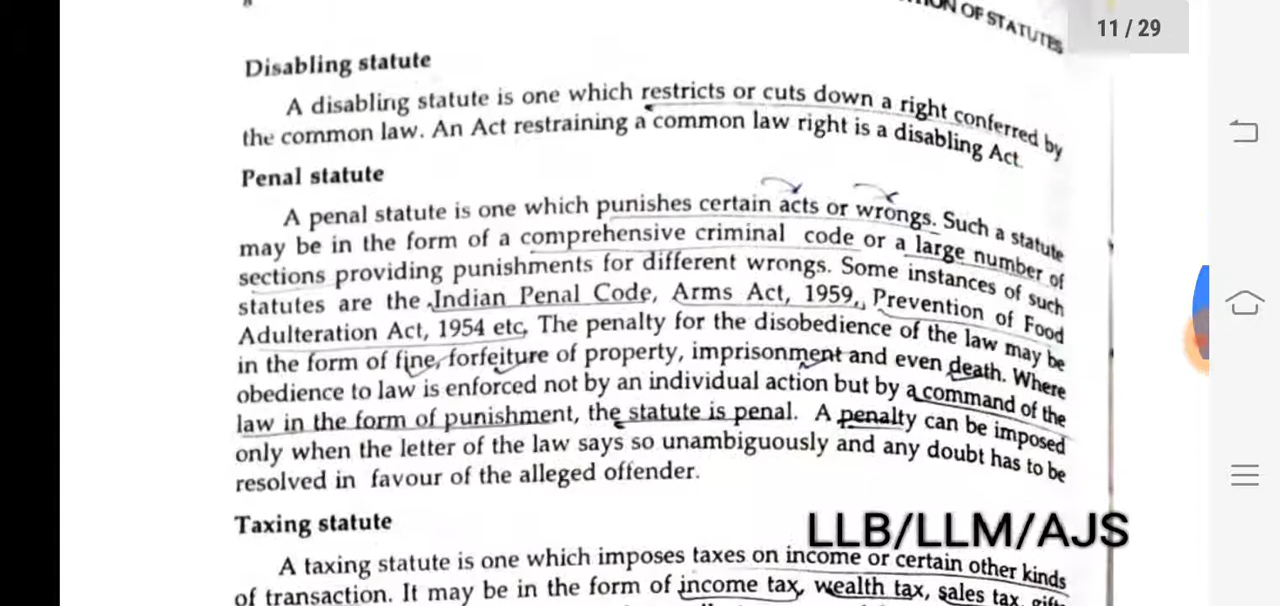 ION OF STATUTES
11 / 29
Disabling statute
A disabling statute is one which restricts or cuts down a right conferred by
the common law. An Act restraining a common law right is a disabling Act.
Penal statute
A penal statute is one which punishes certain acts or wrongs. Such a statute
may be in the form of a comprehensive criminal code or a large number of
sections providing punishments for different wrongs. Some instances of such
statutes are the Indian Penal Code, Arms Act, 1959, Prevention of Food
Adulteration Act, 1954 etc. The penalty for the disobedience of the law may be
in the form of fine, forfeiture of property, imprisonment and even death. Where
obedience to law is enforced not by an individual action but by a command of the
law in the form of punishment, the statute is penal. A penalty can be imposed
only when the letter of the law says so unambiguously and any doubt has to be
resolved in favour of the alleged offender.
Taxing statute
LLB/LLM/AJS
A taxing statute is one which imposes taxes on income or certain other kinds
of transaction. It may be in the form of income tax, wealth tax, sales tax, gift